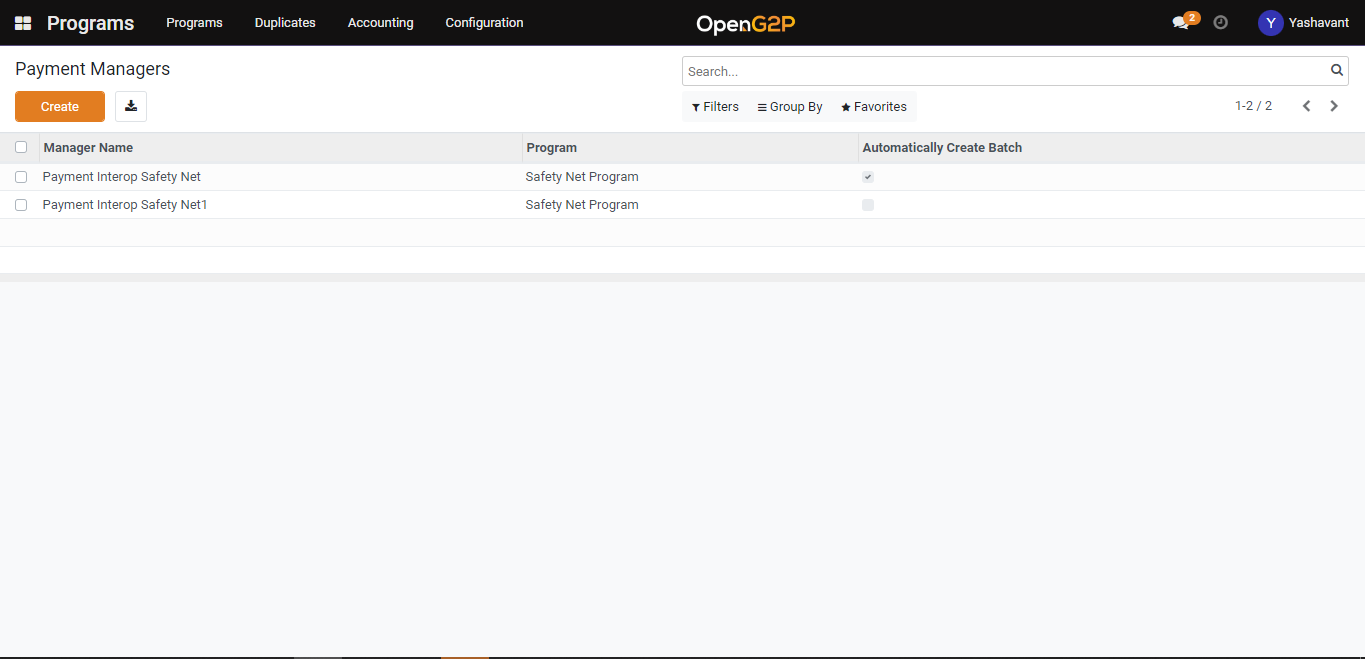 Programs Programs Duplicates Accounting Configuration OpenG2P 2 Y Yashavant
Payment Managers
Search...
Create
Filters Group By Favorites 1-2 / 2
Manager Name Program Automatically Create Batch
Payment Interop Safety Net Safety Net Program
Payment Interop Safety Net1 Safety Net Program